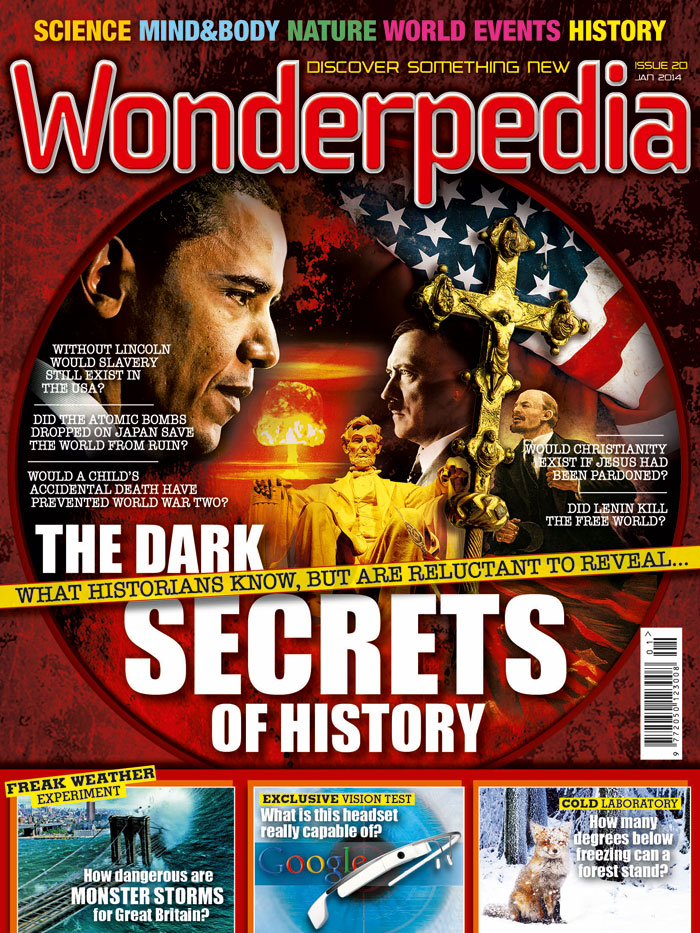 SCIENCE MIND&BODY NATURE WORLD EVENTS HISTORY
DISCOVER SOMETHING NEW
ISSUE 20
JAN 2014
Wonderpedia
WITHOUT LINCOLN
WOULD SLAVERY
STILL EXIST IN
THE USA?
DID THE ATOMIC BOMBS
DROPPED ON JAPAN SAVE
THE WORLD FROM RUIN?
WOULD A CHILD'S
ACCIDENTAL DEATH HAVE
PREVENTED WORLD WAR TWO?
WOULD CHRISTIANITY
EXIST IF JESUS HAD
BEEN PARDONED?
DID LENIN KILL
THE FREE WORLD?
THE DARK
WHAT HISTORIANS KNOW, BUT ARE RELUCTANT TO REVEAL...
SECRETS
OF HISTORY
01>
9 772050 123008
FREAK WEATHER
EXPERIMENT
How dangerous are
MONSTER STORMS
for Great Britain?
EXCLUSIVE VISION TEST
What is this headset
really capable of?
Google
COLD LABORATORY
How many
degrees below
freezing can a
forest stand?